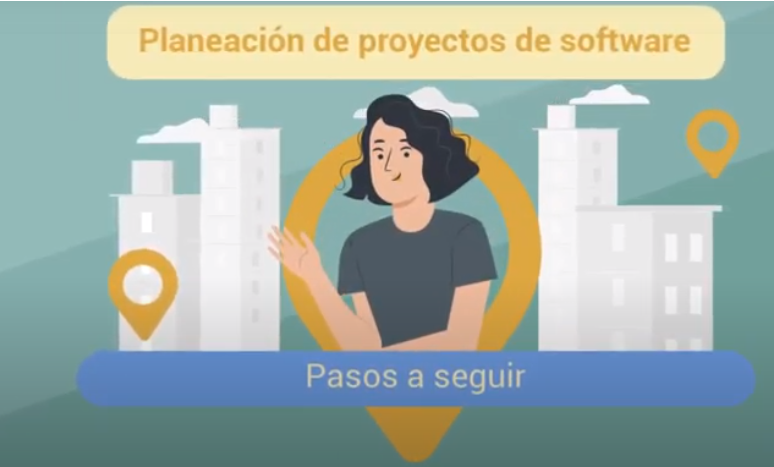 Planeación de proyectos de software
Pasos a seguir